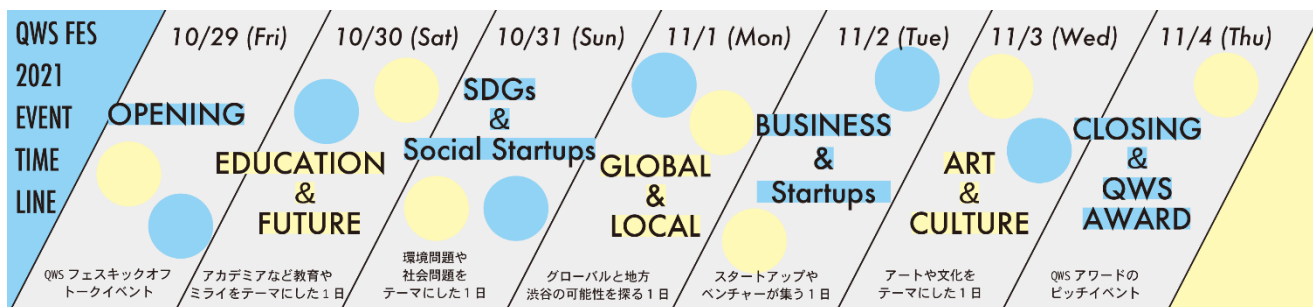 QWS FES
2021
EVENT
TIME
LINE
10/29 (Fri)
OPENING
QWS フェスキックオフ
トークイベント
10/30 (Sat)
EDUCATION
&
FUTURE
アカデミアなど教育や
ミライをテーマにした1日
10/31 (Sun)
SDGs
&
Social Startups
環境問題や
社会問題を
テーマにした1日
11/1 (Mon)
GLOBAL
&
LOCAL
グローバルと地方
渋谷の可能性を探る1日
11/2 (Tue)
BUSINESS
&
Startups
スタートアップや
ベンチャーが集う1日
11/3 (Wed)
ART
&
CULTURE
アートや文化を
テーマにした1日
11/4 (Thu)
CLOSING
&
QWS
AWARD
QWS アワードの
ピッチイベント